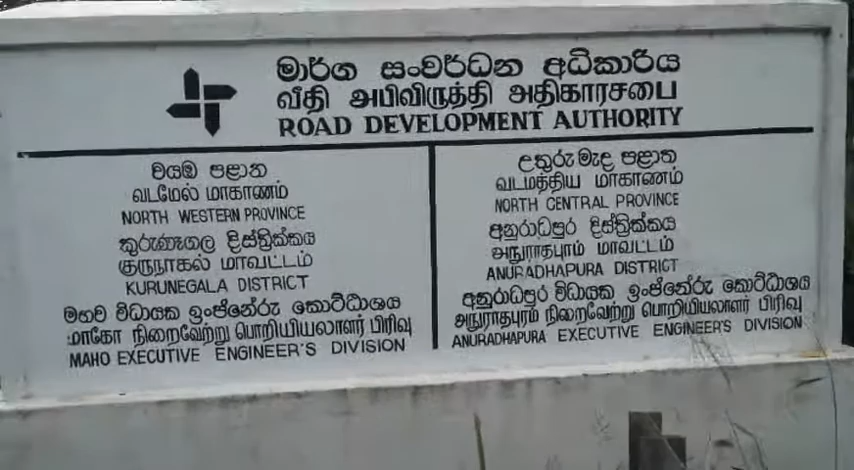 මාර්ග සංවර්ධන අධිකාරිය
வீதி அபிவிருத்தி அதிகாரசபை
ROAD DEVELOPMENT AUTHORITY
වයඹ පළාත
வடமேல் மாகாணம்
NORTH WESTERN PROVINCE
කුරුණෑගල දිස්ත්‍රික්කය
குருநாகல் மாவட்டம்
KURUNEGALA DISTRICT
මහව විධායක ඉංජිනේරු කොට්ඨාශය
மாகோ நிறைவேற்று பொறியியலாளர் பிரிவு
MAHO EXECUTIVE ENGINEER'S DIVISION
උතුරුමැද පළාත
வடமத்திய மாகாணம்
NORTH CENTRAL PROVINCE
අනුරාධපුර දිස්ත්‍රික්කය
அநுராதபுரம் மாவட்டம்
ANURADHAPURA DISTRICT
අනුරාධපුර විධායක ඉංජිනේරු කොට්ඨාශය
அநுராதபுரம் நிறைவேற்று பொறியியலாளர் பிரிவு
ANURADHAPURA EXECUTIVE ENGINEER'S DIVISION